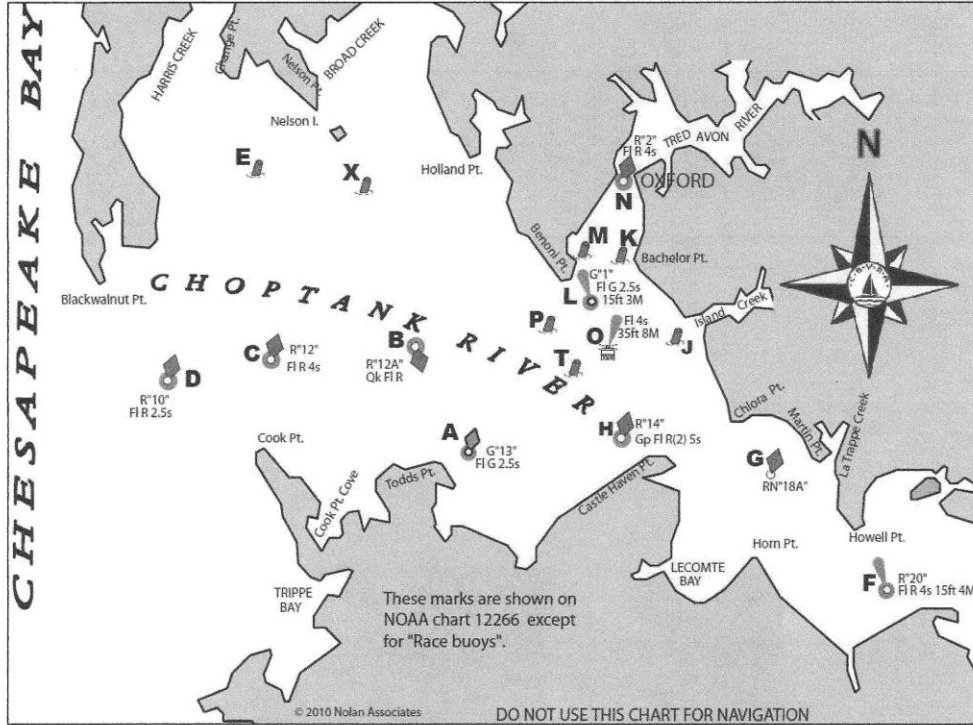 CHESAPEAKE BAY
HARRIS CREEK
Change Pt.
Nelson Pt.
BROAD CREEK
Nelson I.
E
X
Holland Pt.
R"2"
Fl R 4s
TRED AVON RIVER
N
OXFORD
N
M
K
Benoni Pt.
Bachelor Pt.
Blackwalnut Pt.
CHOPTANK RIVER
L
G"1"
Fl G 2.5s
15ft 3M
Island Creek
P
O
Fl 4s
35ft 8M
J
T
B
R"12A"
Qk Fl R
C
R"12"
Fl R 4s
D
R"10"
Fl R 2.5s
Chlora Pt.
Martin Pt.
La Trappe Creek
Cook Pt.
A
G"13"
Fl G 2.5s
H
R"14"
Gp Fl R(2) 5s
G
RN"18A"
Cook Pt. Cove
Todds Pt.
Castle Haven Pt.
Horn Pt.
Howell Pt.
LECOMTE
BAY
F
R"20"
Fl R 4s 15ft 4M
TRIPPE
BAY
These marks are shown on
NOAA chart 12266 except
for "Race buoys".
© 2010 Nolan Associates
DO NOT USE THIS CHART FOR NAVIGATION